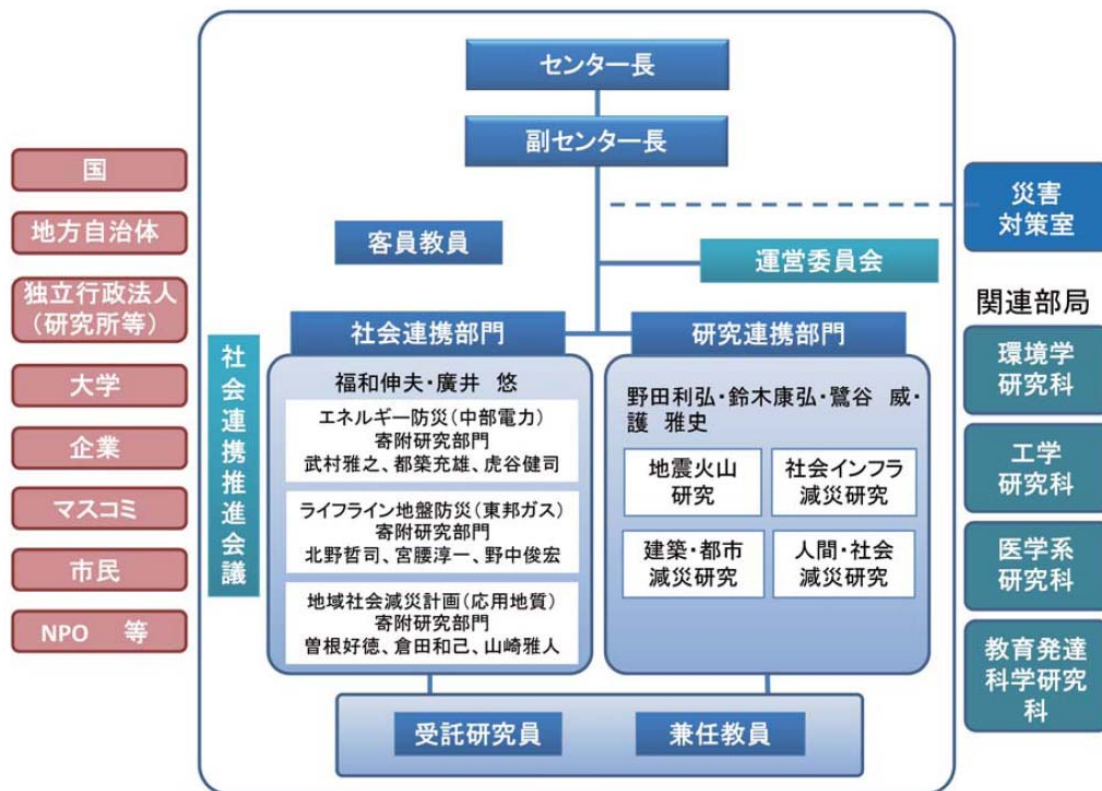 センター長
副センター長
国
地方自治体
独立行政法人
（研究所等）
大学
企業
マスコミ
市民
NPO　等
客員教員
運営委員会
災害
対策室
関連部局
環境学
研究科
工学
研究科
医学系
研究科
教育発達
科学研究
科
社会連携推進会議
社会連携部門
福和伸夫・廣井　悠
エネルギー防災（中部電力）
寄附研究部門
武村雅之、都築充雄、虎谷健司
ライフライン地盤防災（東邦ガス）
寄附研究部門
北野哲司、宮腰淳一、野中俊宏
地域社会減災計画（応用地質）
寄附研究部門
曽根好徳、倉田和己、山崎雅人
研究連携部門
野田利弘・鈴木康弘・鷺谷　威・
護　雅史
地震火山
研究
社会インフラ
減災研究
建築・都市
減災研究
人間・社会
減災研究
受託研究員
兼任教員